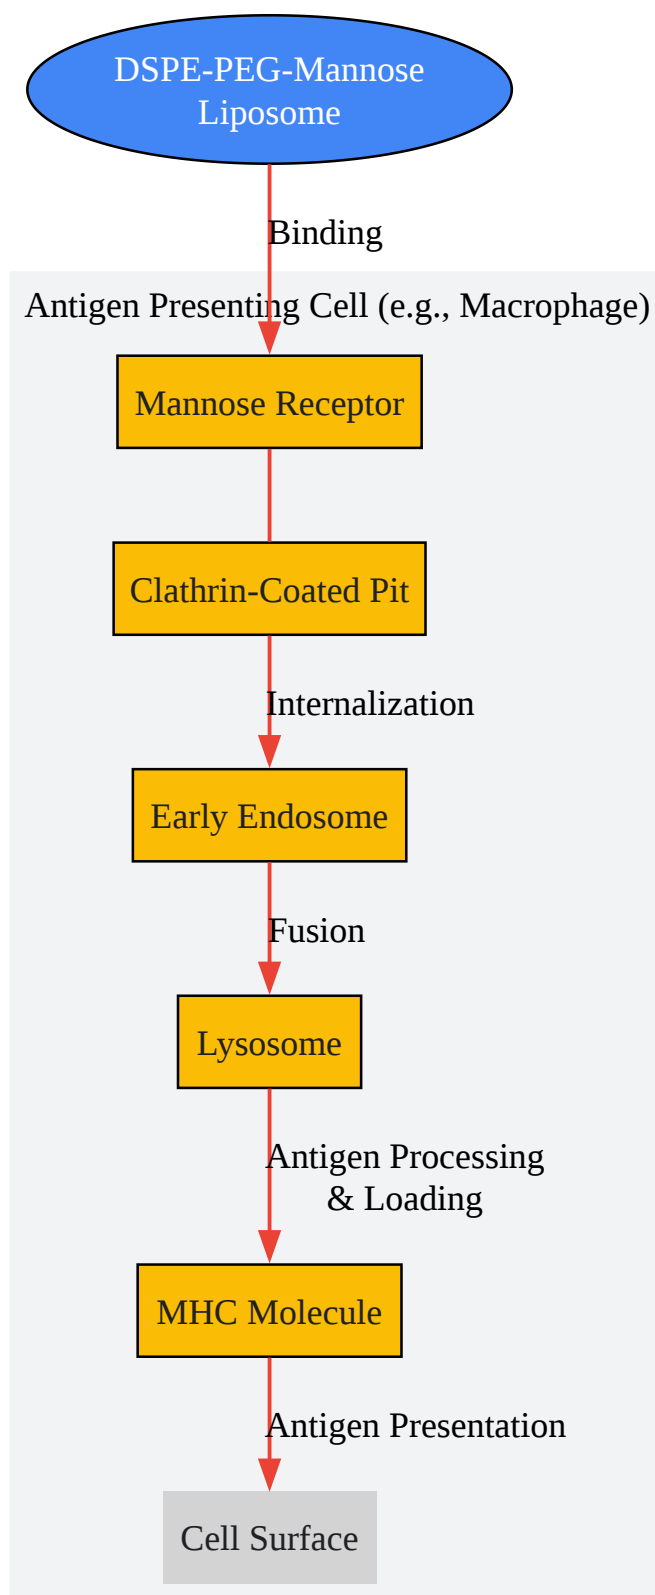 DSPE-PEG-Mannose
Liposome
Binding
Antigen Presenting Cell (e.g., Macrophage)
Mannose Receptor
Clathrin-Coated Pit
Internalization
Early Endosome
Fusion
Lysosome
Antigen Processing
& Loading
MHC Molecule
Antigen Presentation
Cell Surface